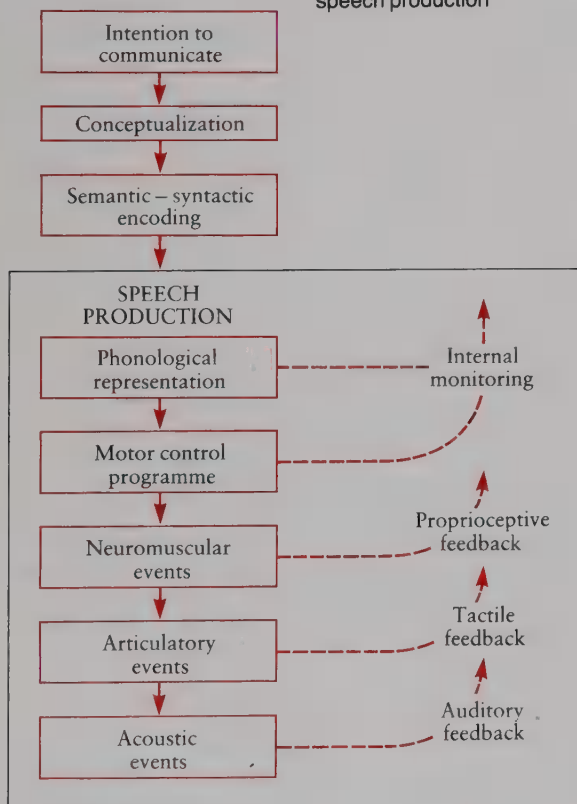 speech production
Intention to
communicate
Conceptualization
Semantic – syntactic
encoding
SPEECH
PRODUCTION
Phonological
representation
Internal
monitoring
Motor control
programme
Proprioceptive
feedback
Neuromuscular
events
Tactile
feedback
Articulatory
events
Auditory
feedback
Acoustic
events